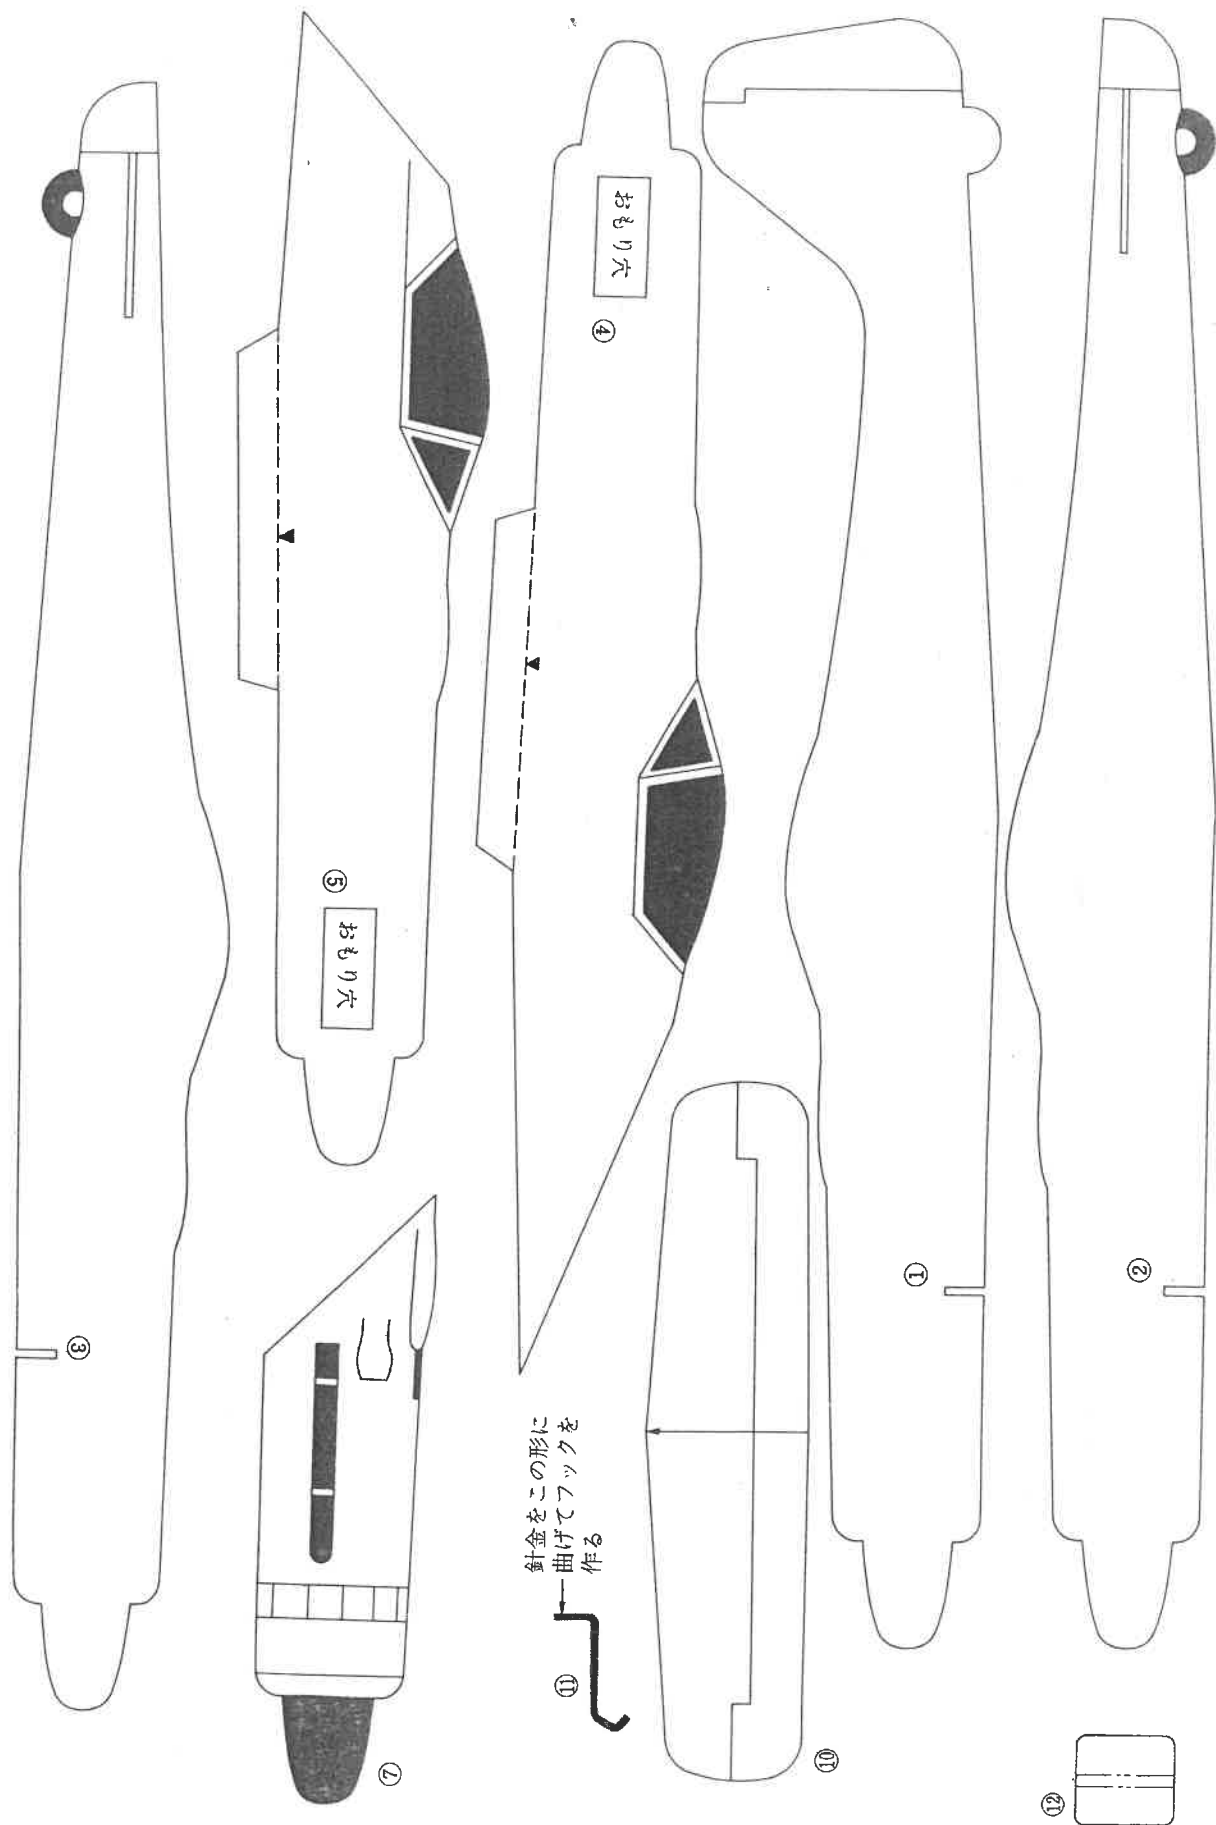 おもり穴
④
⑤
おもり穴
①
②
③
針金をこの形に
曲げてフックを
作る
⑪
⑦
⑩
⑫